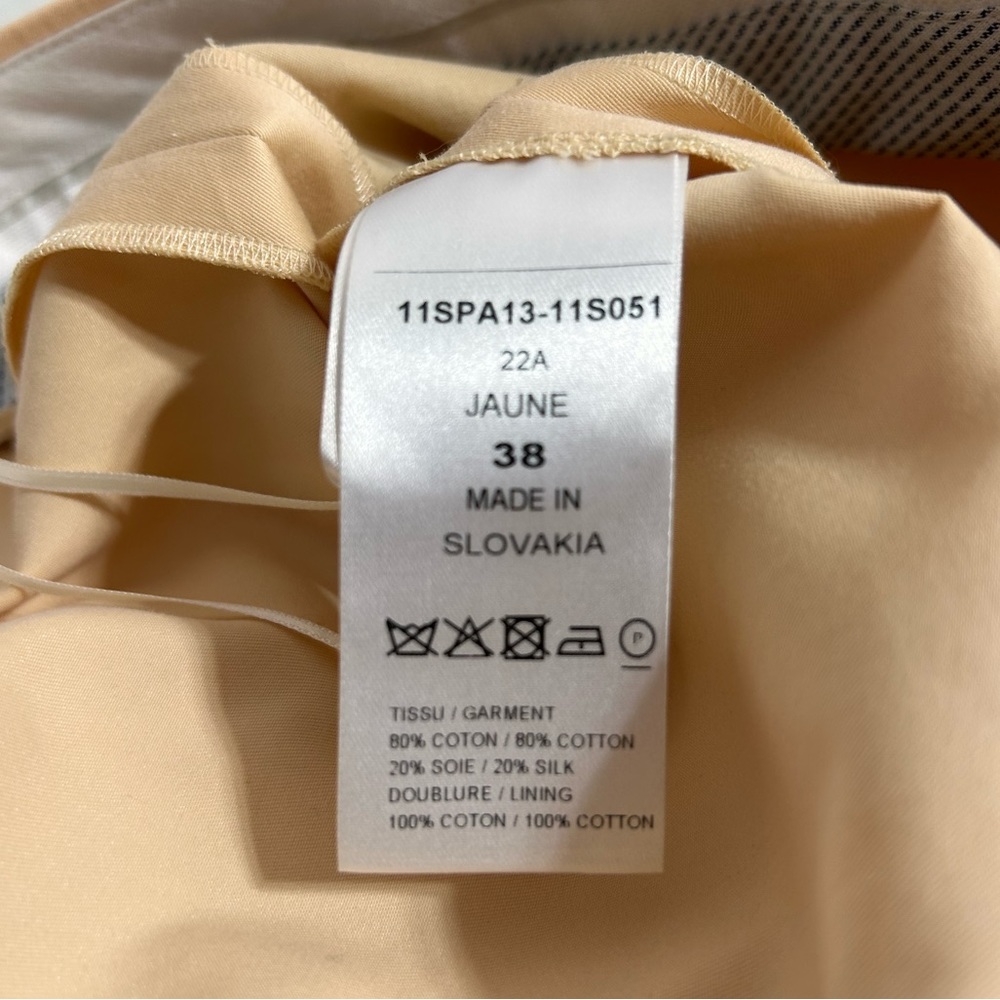 11SPA13-11S051
22A
JAUNE
38
MADE IN
SLOVAKIA
P
TISSU / GARMENT
80% COTON / 80% COTTON
20% SOIE / 20% SILK
DOUBLURE / LINING
100% COTON / 100% COTTON